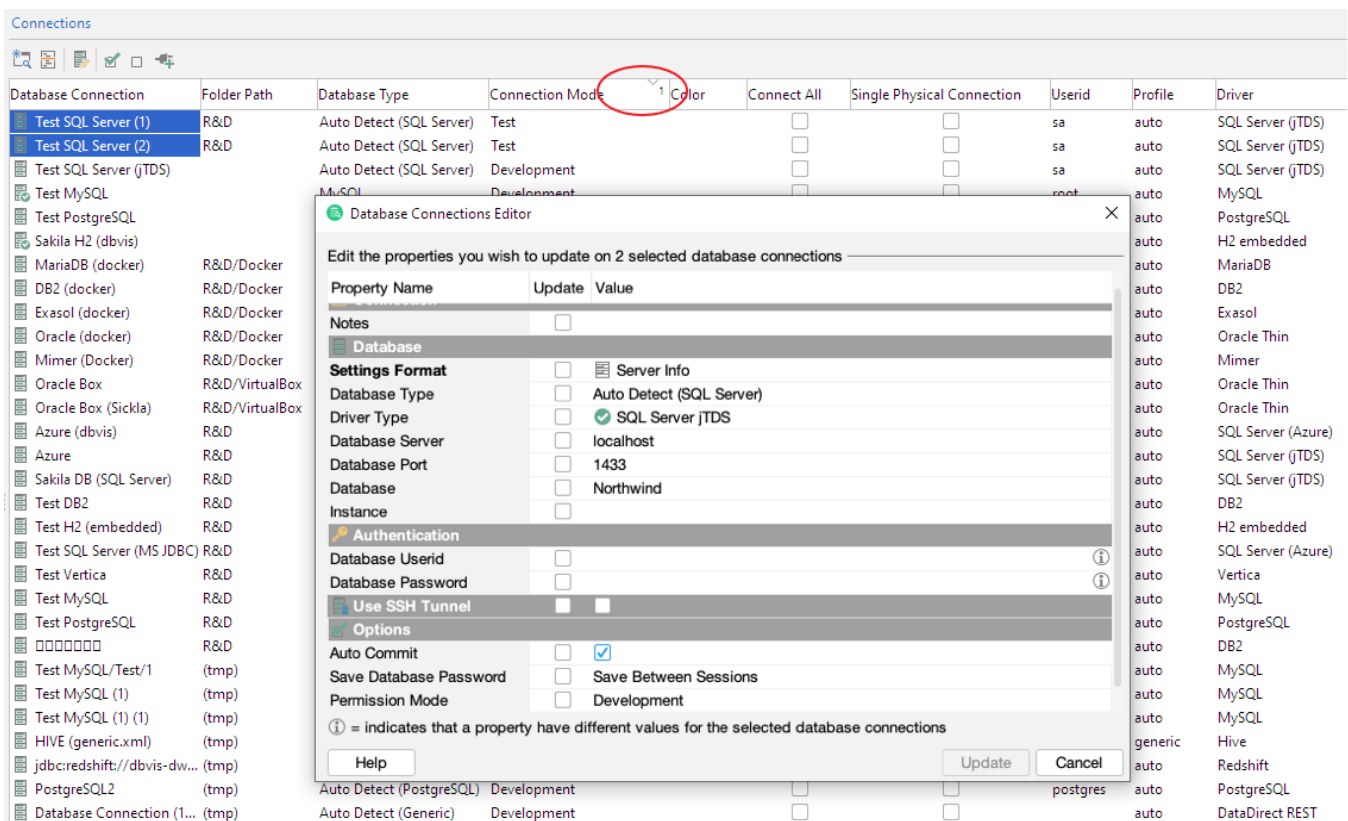 Connections
Database Connection Folder Path Database Type Connection Mode 1 Color Connect All Single Physical Connection Userid Profile Driver
Test SQL Server (1) R&D Auto Detect (SQL Server) Test sa auto SQL Server (jTDS)
Test SQL Server (2) R&D Auto Detect (SQL Server) Test sa auto SQL Server (jTDS)
Test SQL Server (jTDS) Auto Detect (SQL Server) Development sa auto SQL Server (jTDS)
Test MySQL MySQL Development root auto MySQL
Test PostgreSQL auto PostgreSQL
Sakila H2 (dbvis) auto H2 embedded
MariaDB (docker) R&D/Docker auto MariaDB
DB2 (docker) R&D/Docker auto DB2
Exasol (docker) R&D/Docker auto Exasol
Oracle (docker) R&D/Docker auto Oracle Thin
Mimer (Docker) R&D/Docker auto Mimer
Oracle Box R&D/VirtualBox auto Oracle Thin
Oracle Box (Sickla) R&D/VirtualBox auto Oracle Thin
Azure (dbvis) R&D auto SQL Server (Azure)
Azure R&D auto SQL Server (jTDS)
Sakila DB (SQL Server) R&D auto SQL Server (jTDS)
Test DB2 R&D auto DB2
Test H2 (embedded) R&D auto H2 embedded
Test SQL Server (MS JDBC) R&D auto SQL Server (Azure)
Test Vertica R&D auto Vertica
Test MySQL R&D auto MySQL
Test PostgreSQL R&D auto PostgreSQL
R&D auto DB2
Test MySQL/Test/1 (tmp) auto MySQL
Test MySQL (1) (tmp) auto MySQL
Test MySQL (1) (1) (tmp) auto MySQL
HIVE (generic.xml) (tmp) generic Hive
jdbc:redshift://dbvis-dw... (tmp) auto Redshift
PostgreSQL2 (tmp) Auto Detect (PostgreSQL) Development postgres auto PostgreSQL
Database Connection (1... (tmp) Auto Detect (Generic) Development auto DataDirect REST
Database Connections Editor
Edit the properties you wish to update on 2 selected database connections
Property Name Update Value
Notes
Database
Settings Format Server Info
Database Type Auto Detect (SQL Server)
Driver Type SQL Server jTDS
Database Server localhost
Database Port 1433
Database Northwind
Instance
Authentication
Database Userid
Database Password
Use SSH Tunnel
Options
Auto Commit
Save Database Password Save Between Sessions
Permission Mode Development
= indicates that a property have different values for the selected database connections
Help Update Cancel